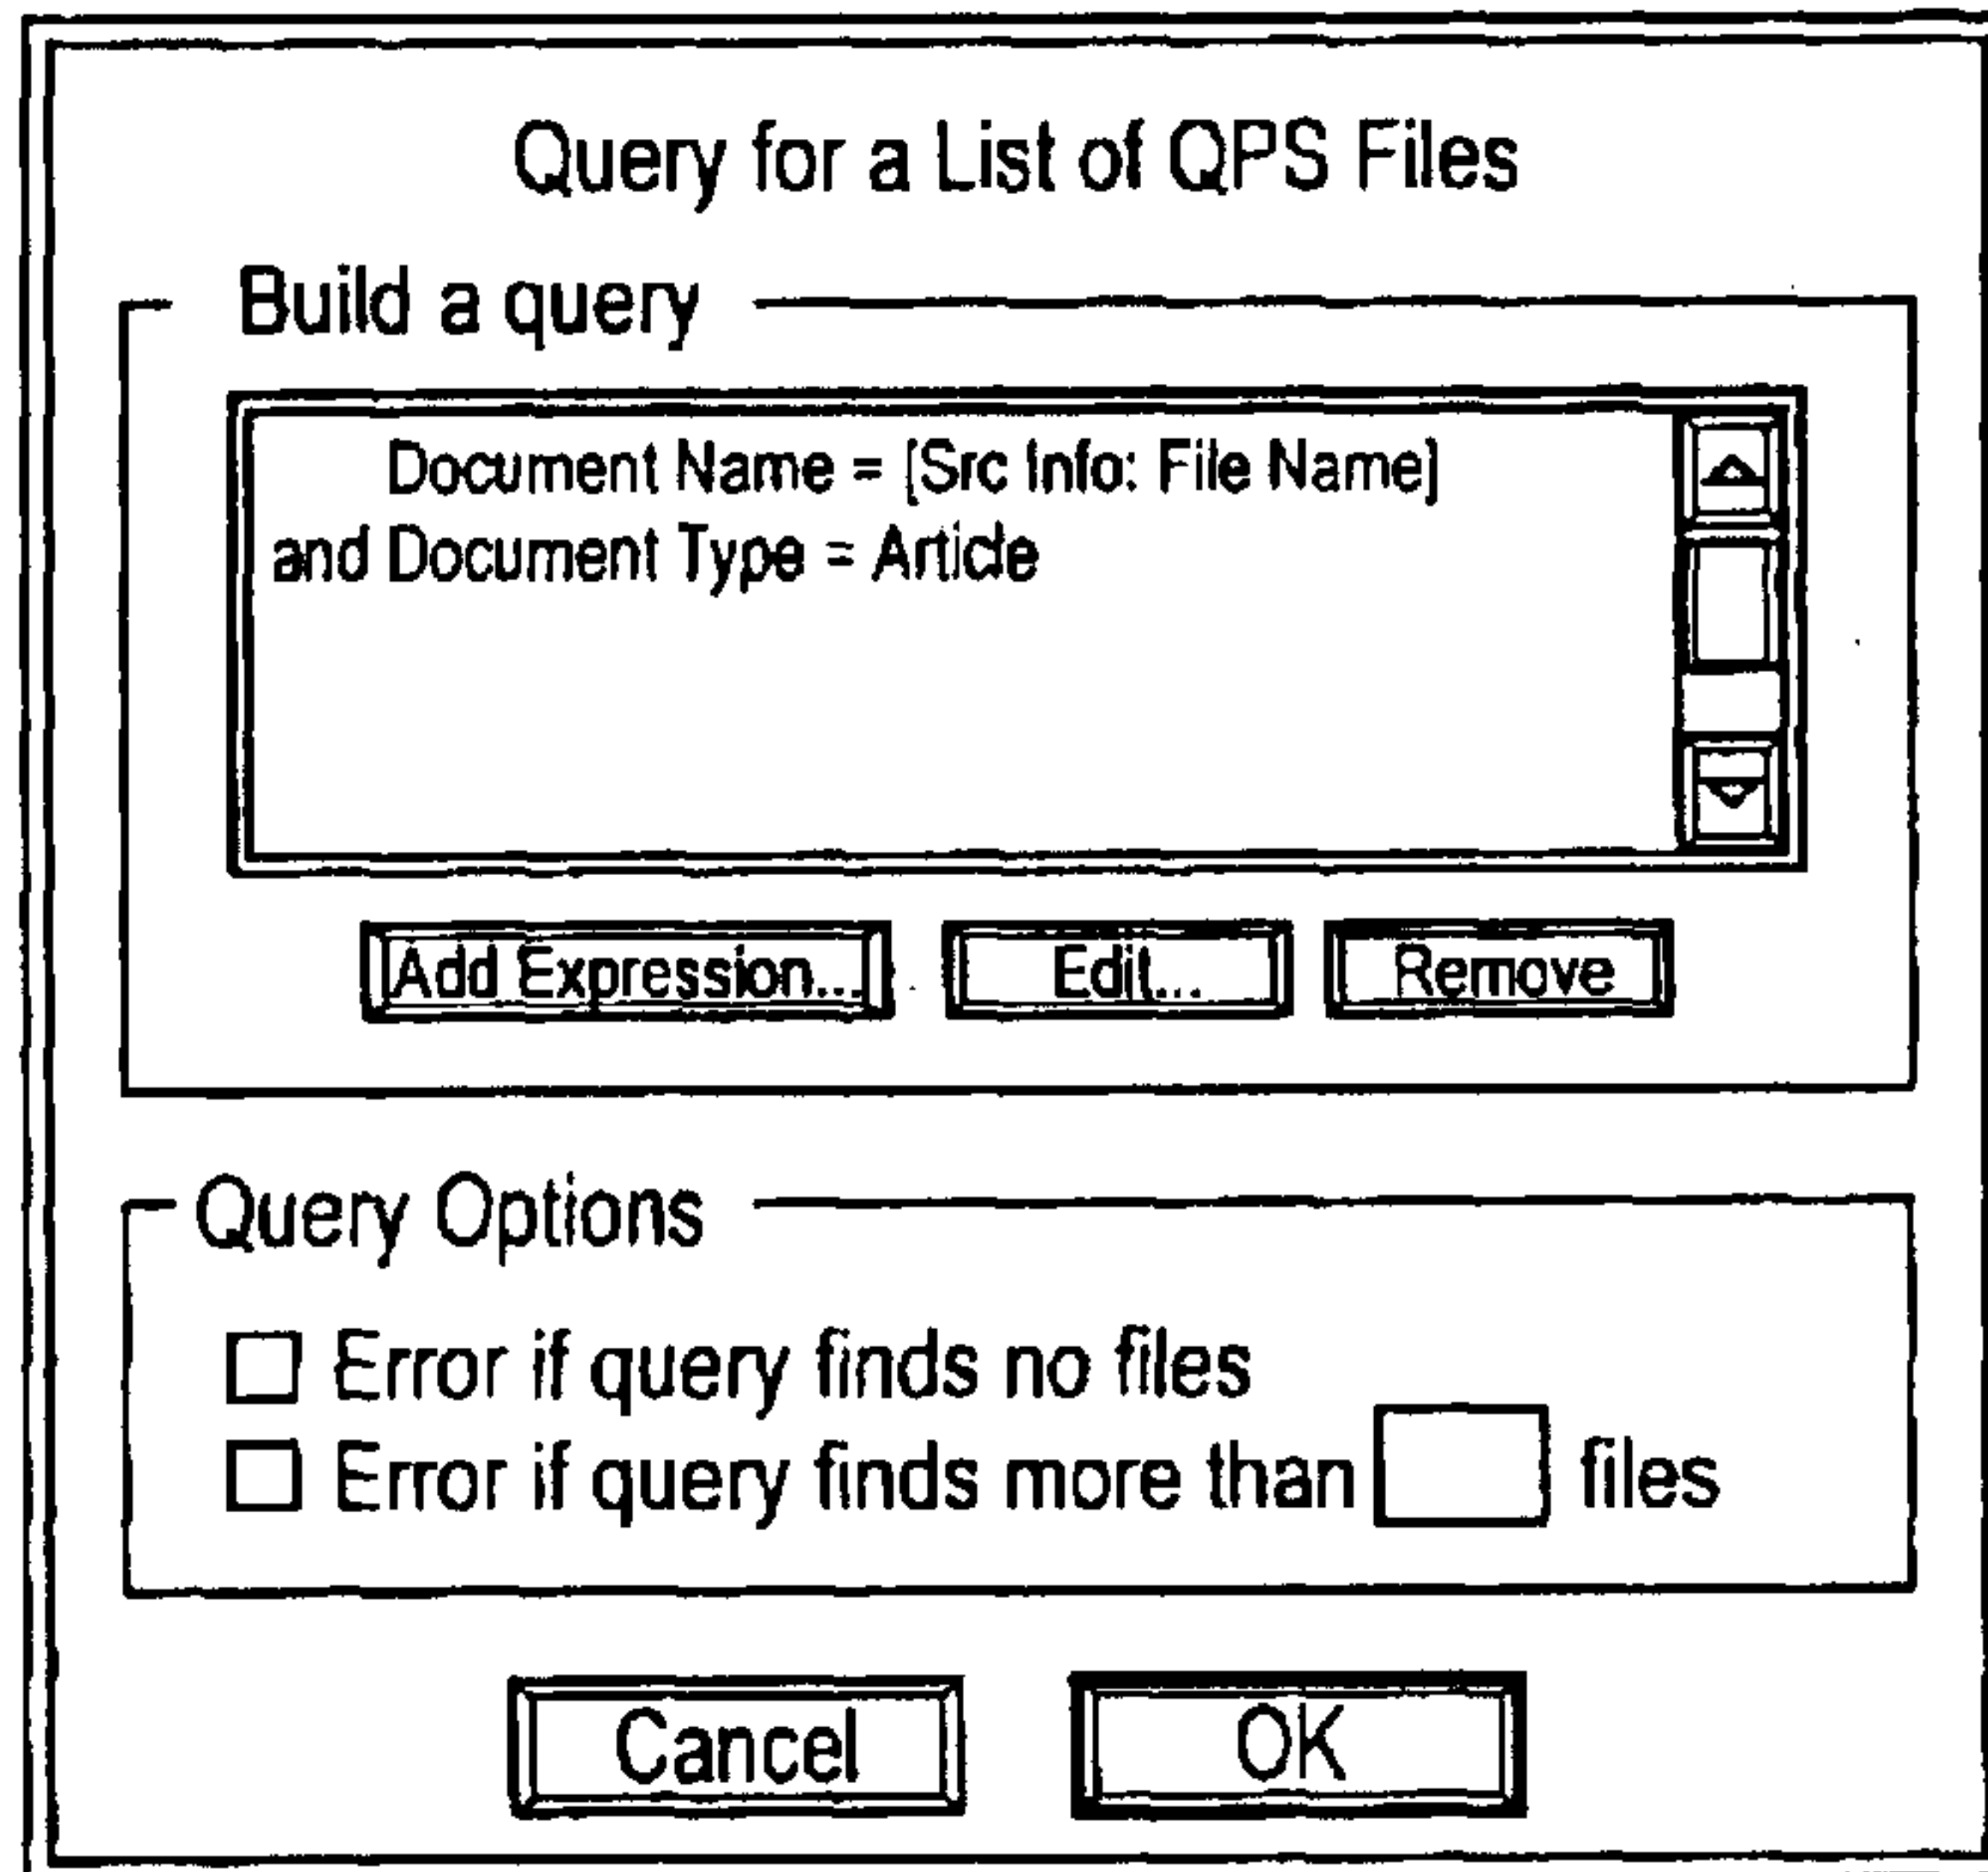 Query for a List of QPS Files
Build a query
Document Name = [Src Info: File Name]
and Document Type = Article
Add Expression... Edit... Remove
Query Options
Error if query finds no files
Error if query finds more than files
Cancel OK